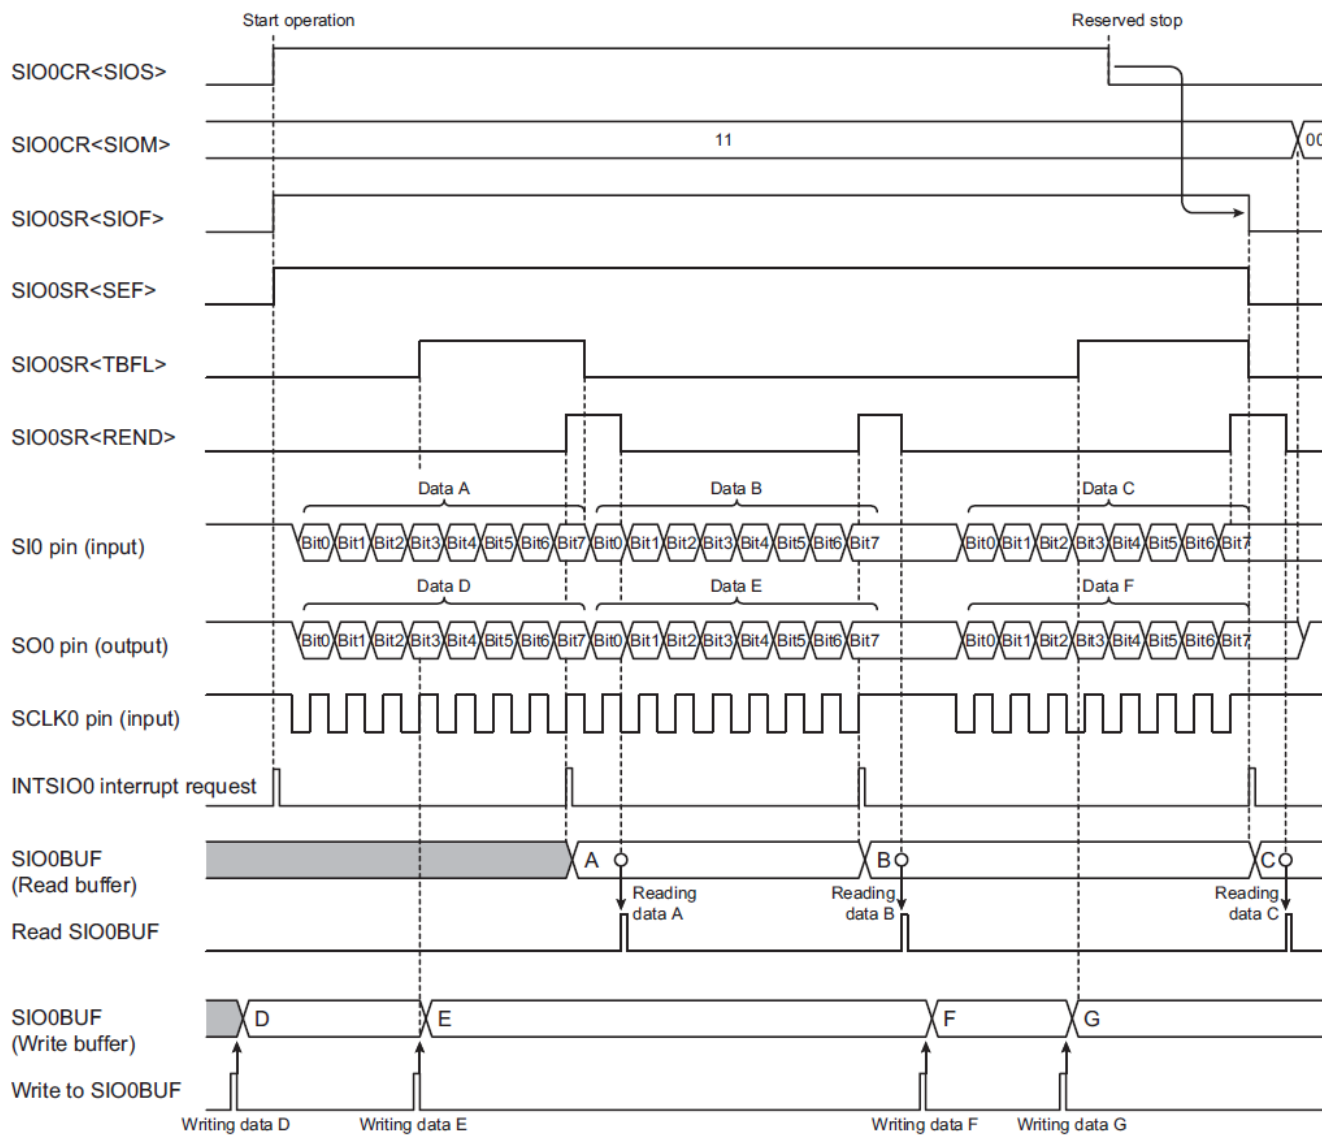 Start operation
Reserved stop
SIO0CR<SIOS>
SIO0CR<SIOM>
11
00
SIO0SR<SIOF>
SIO0SR<SEF>
SIO0SR<TBFL>
SIO0SR<REND>
Data A
Data B
Data C
SI0 pin (input)
Bit0 Bit1 Bit2 Bit3 Bit4 Bit5 Bit6 Bit7 Bit0 Bit1 Bit2 Bit3 Bit4 Bit5 Bit6 Bit7
Bit0 Bit1 Bit2 Bit3 Bit4 Bit5 Bit6 Bit7
Data D
Data E
Data F
SO0 pin (output)
Bit0 Bit1 Bit2 Bit3 Bit4 Bit5 Bit6 Bit7 Bit0 Bit1 Bit2 Bit3 Bit4 Bit5 Bit6 Bit7
Bit0 Bit1 Bit2 Bit3 Bit4 Bit5 Bit6 Bit7
SCLK0 pin (input)
INTSIO0 interrupt request
SIO0BUF
(Read buffer)
A
B
C
Reading
data A
Reading
data B
Reading
data C
Read SIO0BUF
SIO0BUF
(Write buffer)
D
E
F
G
Write to SIO0BUF
Writing data D
Writing data E
Writing data F
Writing data G